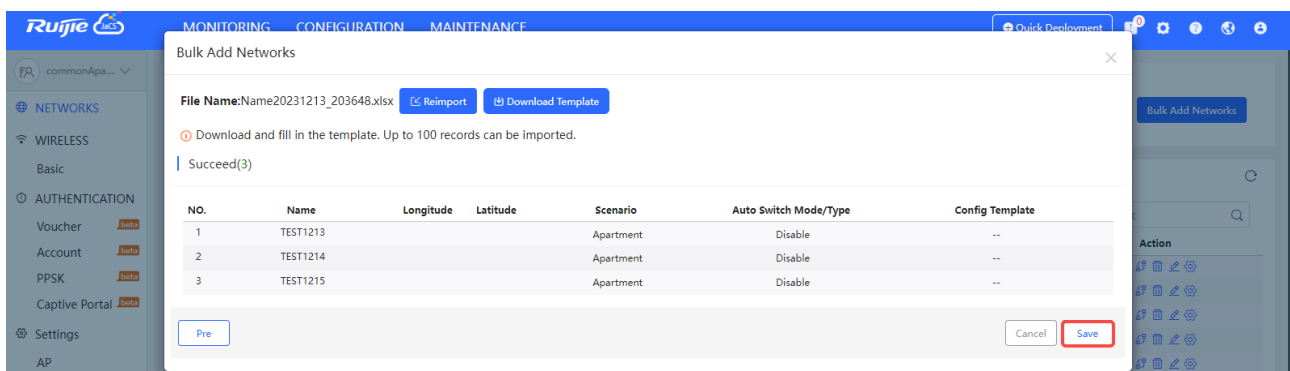 Ruijie JaCS MONITORING CONFIGURATION MAINTENANCE Quick Deployment 0
Bulk Add Networks
commonApa...
File Name:Name20231213_203648.xlsx Reimport Download Template
NETWORKS
Bulk Add Networks
Download and fill in the template. Up to 100 records can be imported.
WIRELESS
Succeed(3)
Basic
AUTHENTICATION
NO. Name Longitude Latitude Scenario Auto Switch Mode/Type Config Template
Voucher beta
1 TEST1213 Apartment Disable --
Action
Account beta
2 TEST1214 Apartment Disable --
PPSK beta
3 TEST1215 Apartment Disable --
Captive Portal beta
Settings
Pre Cancel Save
AP